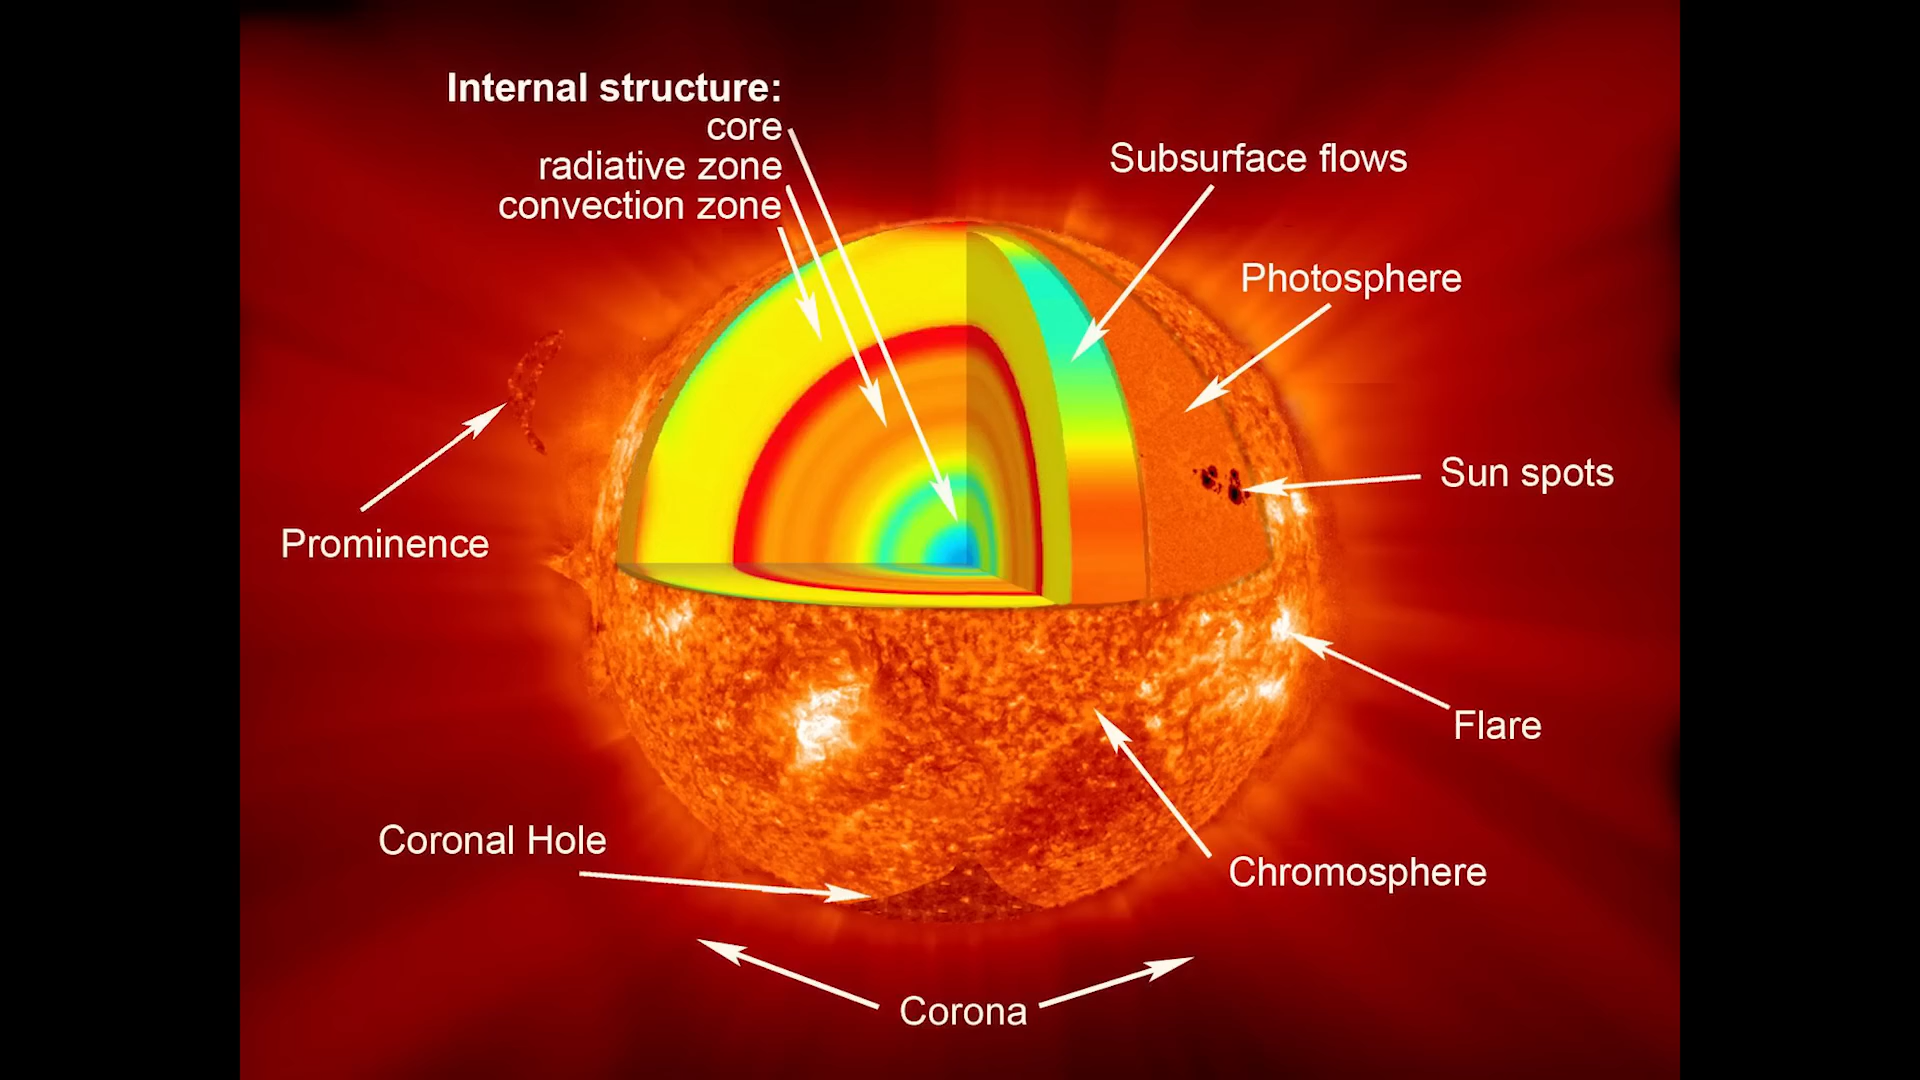 Internal structure:
core
radiative zone
convection zone
Subsurface flows
Photosphere
Sun spots
Prominence
Flare
Coronal Hole
Chromosphere
Corona